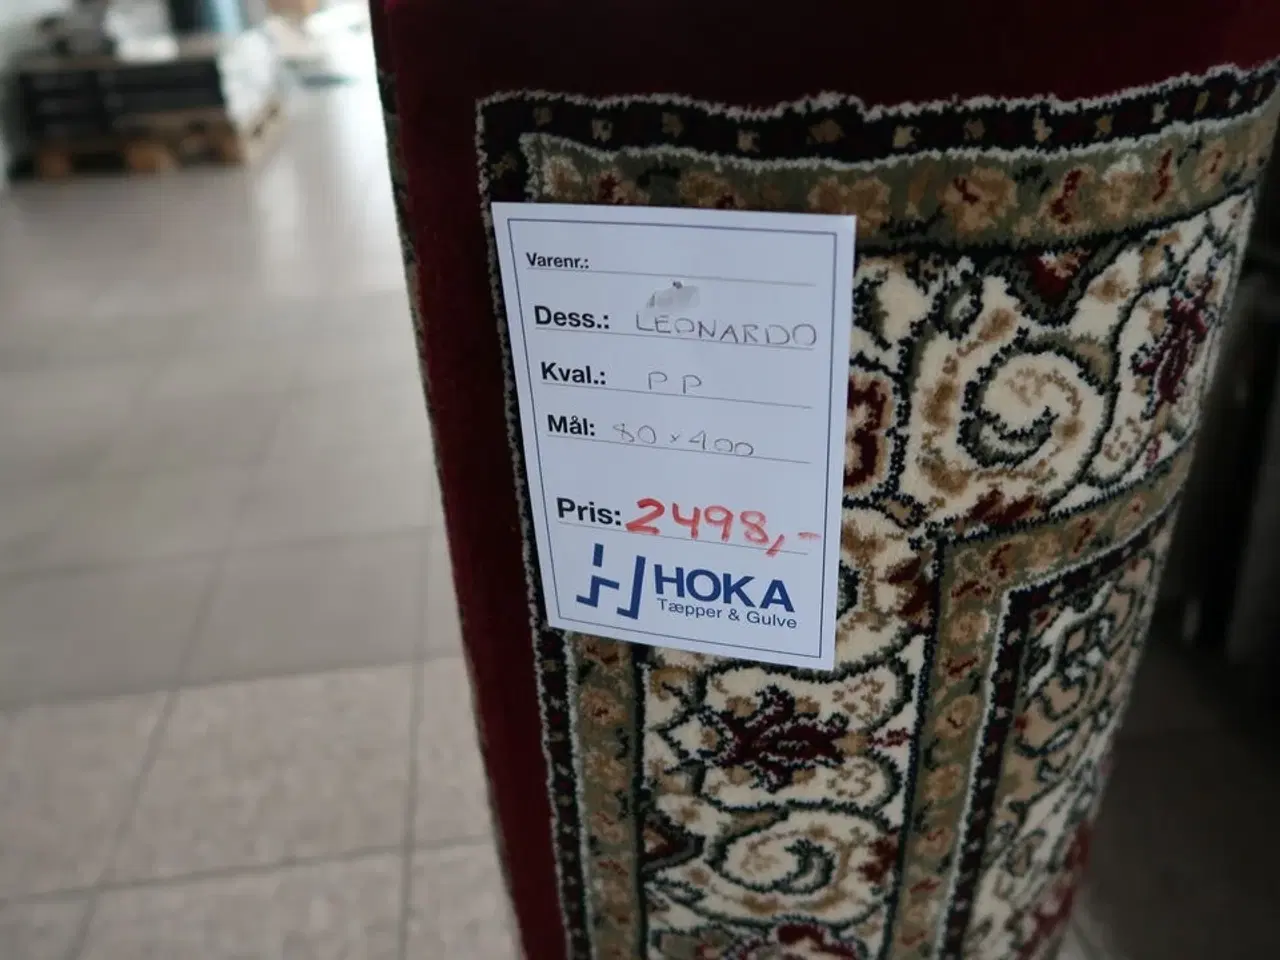 Varenr.:
Dess.: LEONARDO
Kval.: PP
Mål: 80 x 400
Pris: 2498,-
HOKA
Tæpper & Gulve